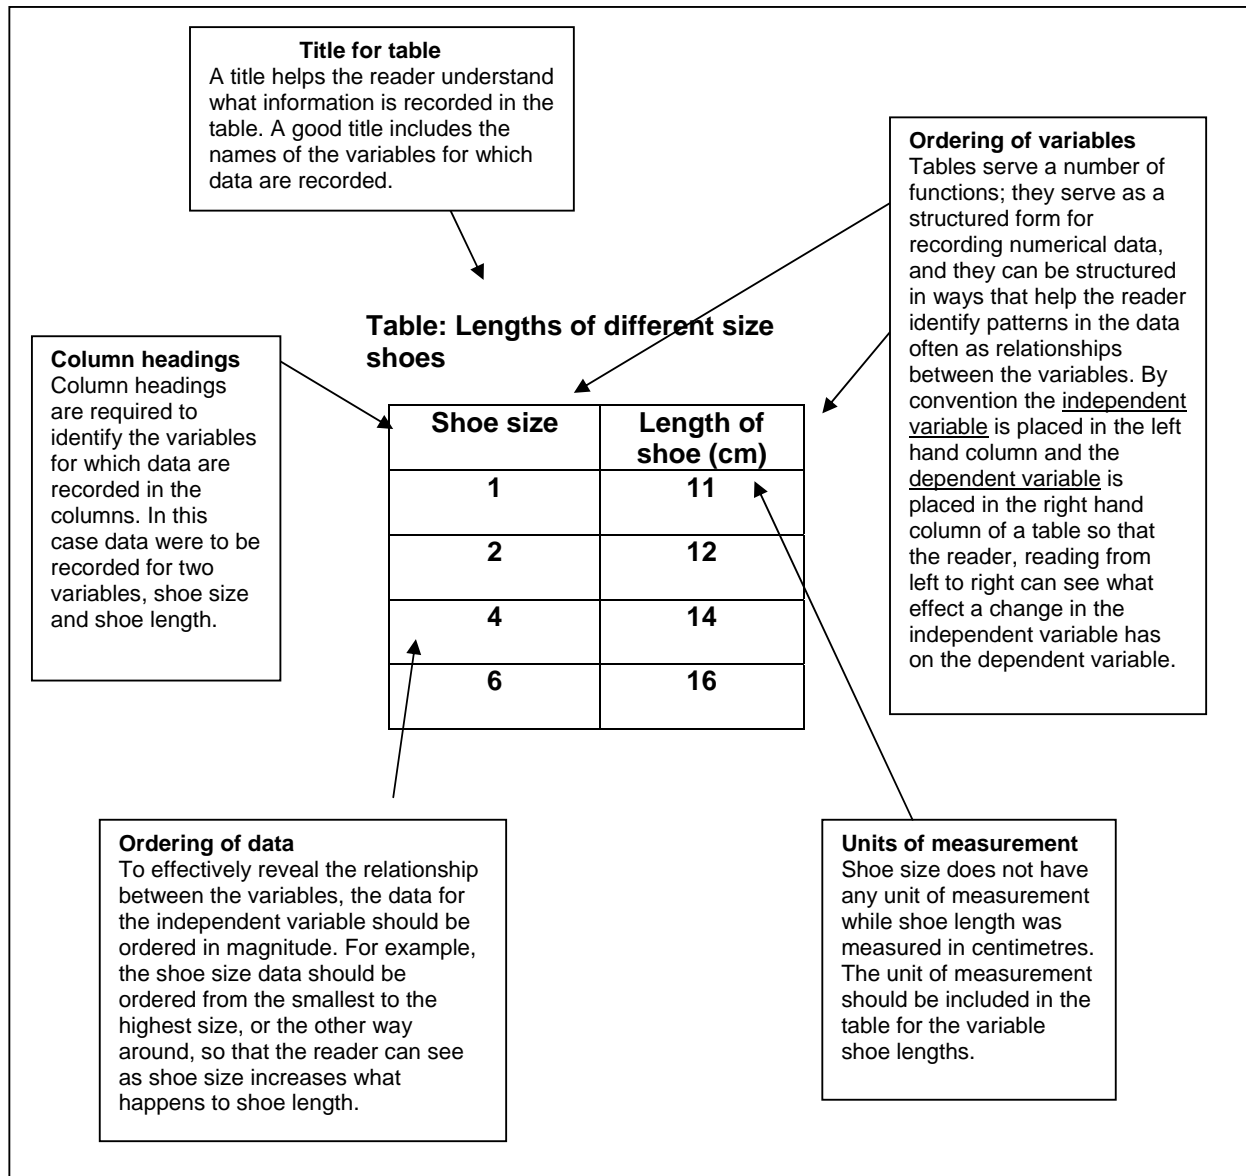 Title for table
A title helps the reader understand
what information is recorded in the
table. A good title includes the
names of the variables for which
data are recorded.
Ordering of variables
Tables serve a number of
functions; they serve as a
structured form for
recording numerical data,
and they can be structured
in ways that help the reader
identify patterns in the data
often as relationships
between the variables. By
convention the independent
variable is placed in the left
hand column and the
dependent variable is
placed in the right hand
column of a table so that
the reader, reading from
left to right can see what
effect a change in the
independent variable has
on the dependent variable.
Column headings
Column headings
are required to
identify the variables
for which data are
recorded in the
columns. In this
case data were to be
recorded for two
variables, shoe size
and shoe length.
Table: Lengths of different size
shoes
Shoe size
Length of
shoe (cm)
1 11
2 12
4 14
6 16
Ordering of data
To effectively reveal the relationship
between the variables, the data for
the independent variable should be
ordered in magnitude. For example,
the shoe size data should be
ordered from the smallest to the
highest size, or the other way
around, so that the reader can see
as shoe size increases what
happens to shoe length.
Units of measurement
Shoe size does not have
any unit of measurement
while shoe length was
measured in centimetres.
The unit of measurement
should be included in the
table for the variable
shoe lengths.